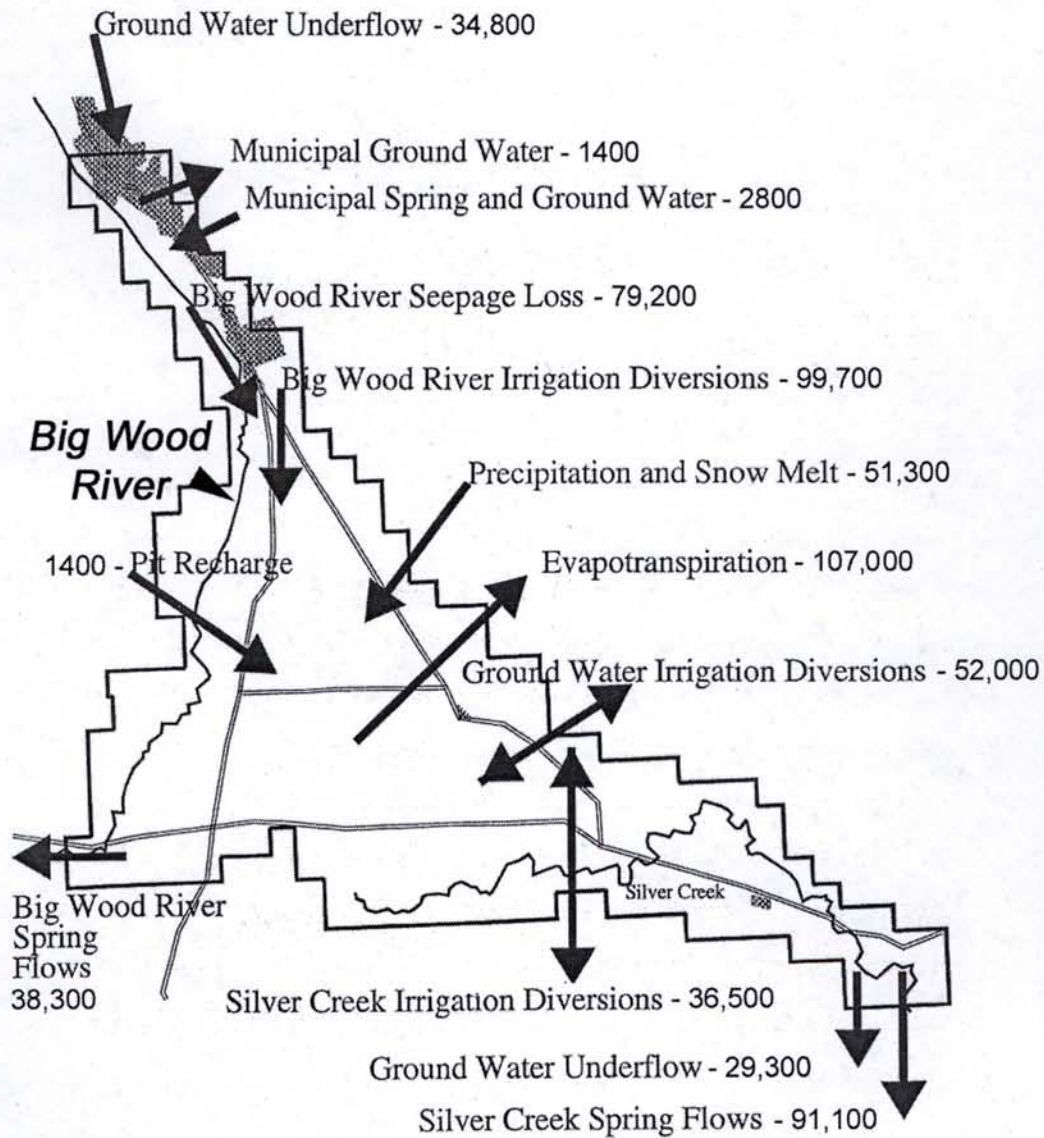 Ground Water Underflow - 34,800
Municipal Ground Water - 1400
Municipal Spring and Ground Water - 2800
Big Wood River Seepage Loss - 79,200
Big Wood River Irrigation Diversions - 99,700
Big Wood
River
Precipitation and Snow Melt - 51,300
1400 - Pit Recharge
Evapotranspiration - 107,000
Ground Water Irrigation Diversions - 52,000
Silver Creek
Big Wood River
Spring
Flows
38,300
Silver Creek Irrigation Diversions - 36,500
Ground Water Underflow - 29,300
Silver Creek Spring Flows - 91,100